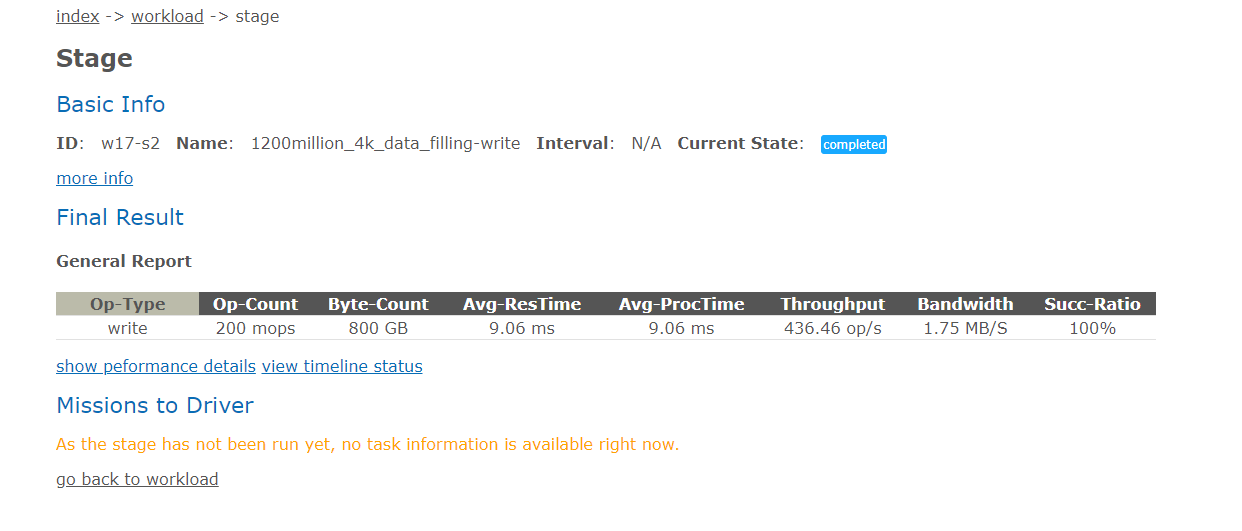 index -> workload -> stage
Stage
Basic Info
ID: w17-s2 Name: 1200million_4k_data_filling-write Interval: N/A Current State: completed
more info
Final Result
General Report
Op-Type Op-Count Byte-Count Avg-ResTime Avg-ProcTime Throughput Bandwidth Succ-Ratio
write 200 mops 800 GB 9.06 ms 9.06 ms 436.46 op/s 1.75 MB/S 100%
show peformance details view timeline status
Missions to Driver
As the stage has not been run yet, no task information is available right now.
go back to workload